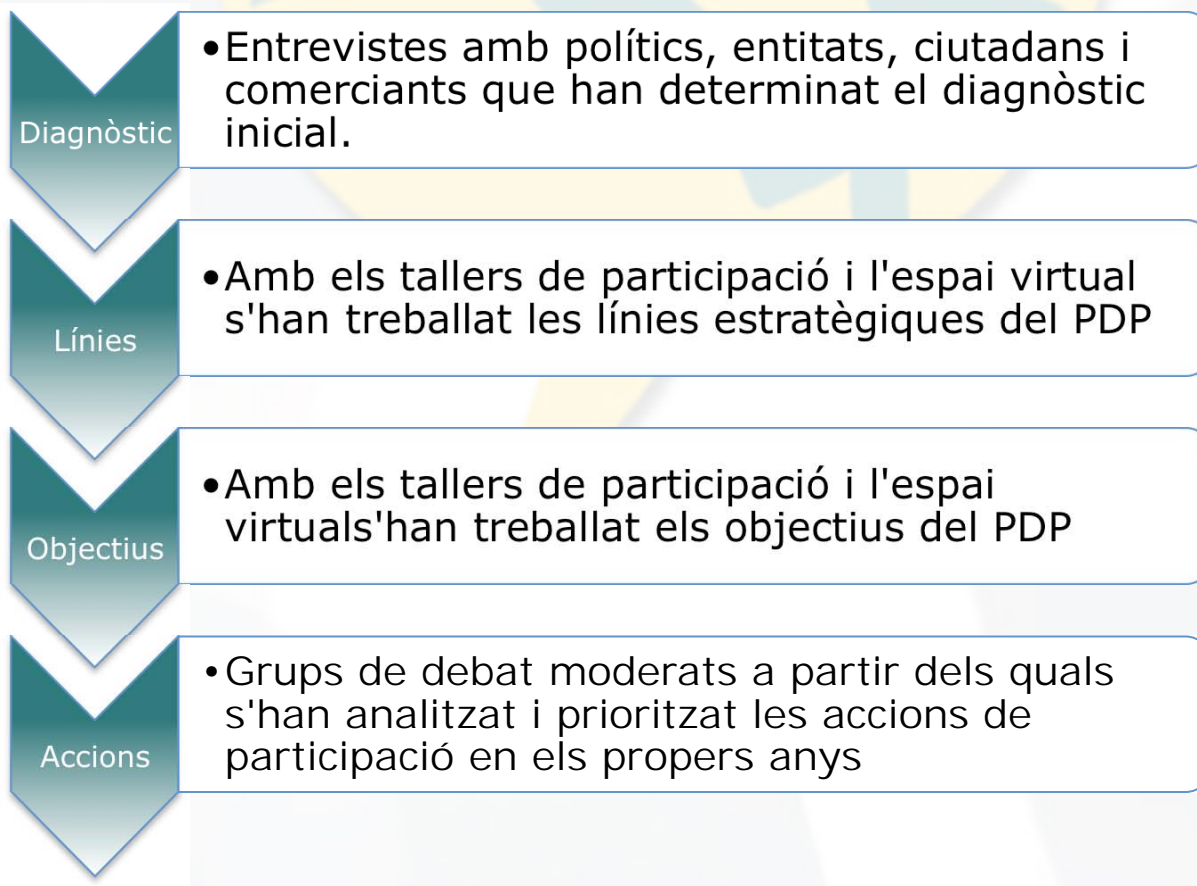 Diagnòstic
•Entrevistes amb polítics, entitats, ciutadans i
comerciants que han determinat el diagnòstic
inicial.
Línies
•Amb els tallers de participació i l'espai virtual
s'han treballat les línies estratègiques del PDP
Objectius
•Amb els tallers de participació i l'espai
virtuals'han treballat els objectius del PDP
Accions
•Grups de debat moderats a partir dels quals
s'han analitzat i prioritzat les accions de
participació en els propers anys